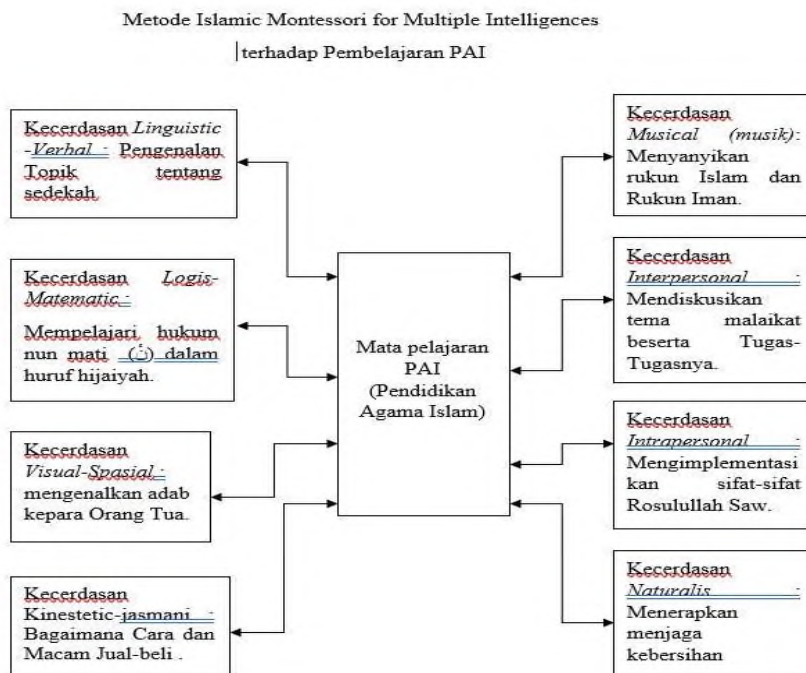 Metode Islamic Montessori for Multiple Intelligences
terhadap Pembelajaran PAI
Kecerdasan Linguistic
-Verbal : Pengenalan
Topik tentang
sedekah
Kecerdasan Logis-
Matematic :
Mempelajari hukum
nun mati (نْ) dalam
huruf hijaiyah.
Kecerdasan
Visual-Spasial :
mengenalkan adab
kepara Orang Tua.
Kecerdasan
Kinestetic-jasmani :
Bagaimana Cara dan
Macam Jual-beli .
Mata pelajaran
PAI
(Pendidikan
Agama Islam)
Kecerdasan
Musical (musik):
Menyanyikan
rukun Islam dan
Rukun Iman.
Kecerdasan
Interpersonal :
Mendiskusikan
tema malaikat
beserta Tugas-
Tugasnya.
Kecerdasan
Intrapersonal :
Mengimplementasi
kan sifat-sifat
Rosulullah Saw.
Kecerdasan
Naturalis :
Menerapkan
menjaga
kebersihan